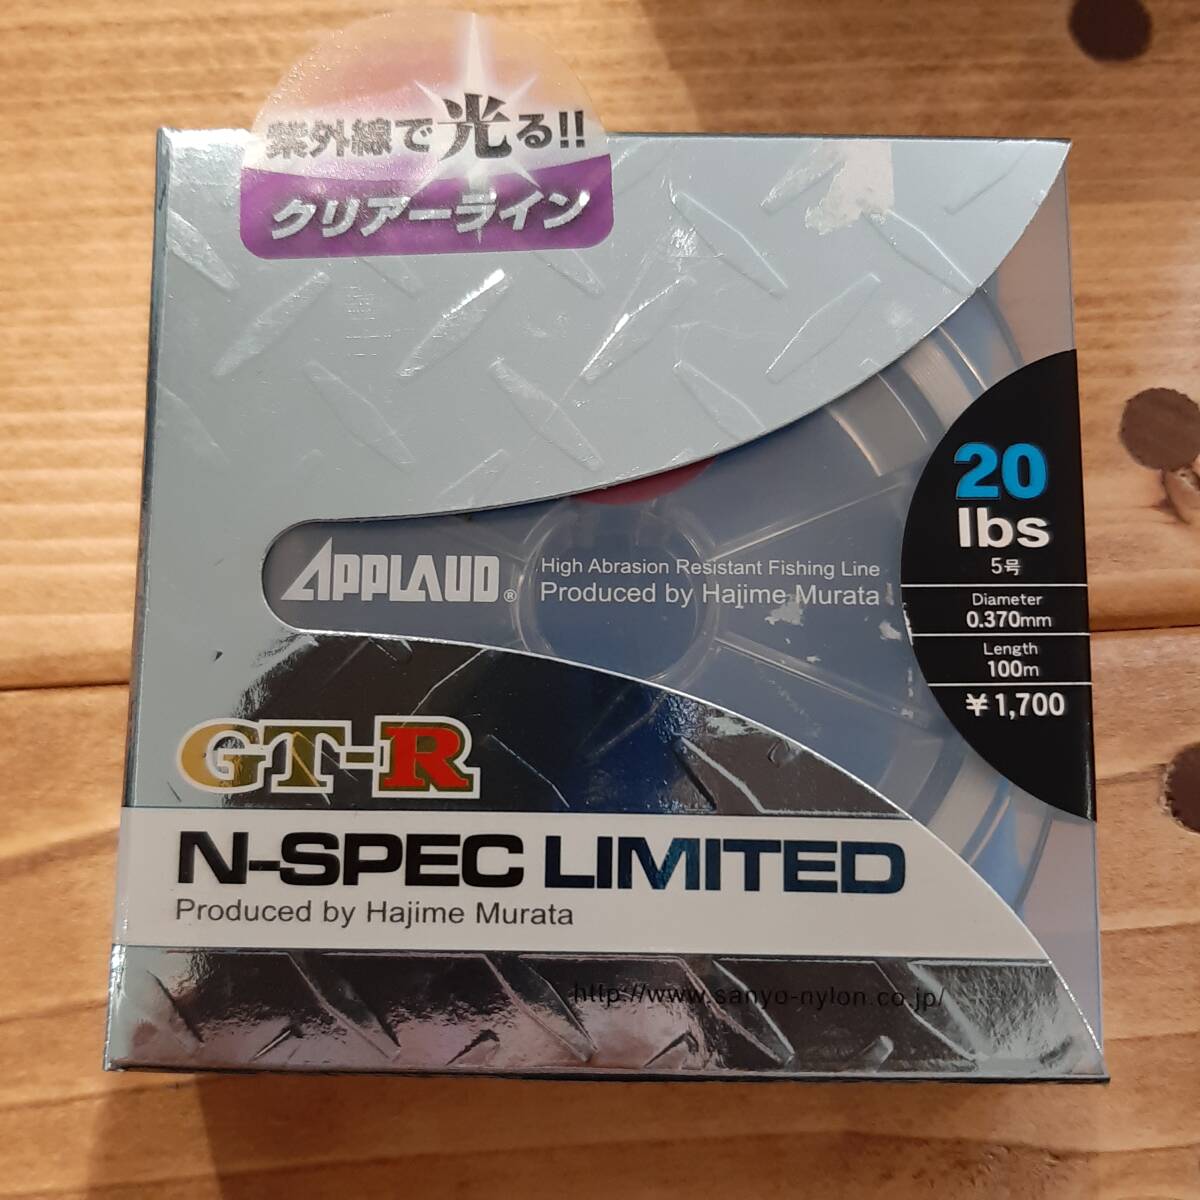 紫外線で光る!!
クリアーライン
APPLAUD®
High Abrasion Resistant Fishing Line
Produced by Hajime Murata
20
lbs
5号
Diameter
0.370mm
Length
100m
¥1,700
GT-R
N-SPEC LIMITED
Produced by Hajime Murata
http://www.sanyo-nylon.co.jp/